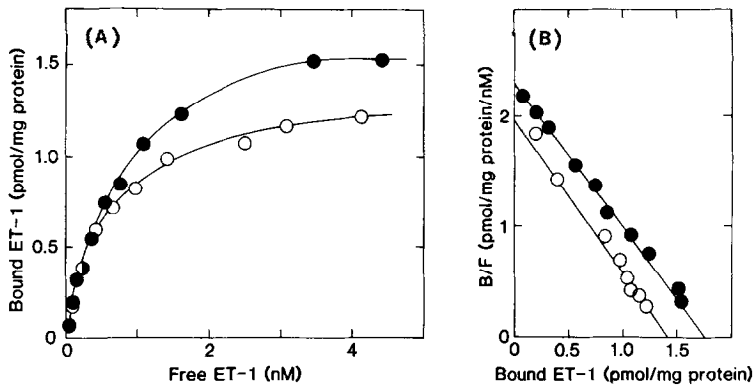 (A)
Bound ET-1 (pmol/mg protein)
1.5
1.0
0.5
0
0
2
4
Free ET-1 (nM)
(B)
B/F (pmol/mg protein/nM)
2
1
0
0
0.5
1.0
1.5
Bound ET-1 (pmol/mg protein)